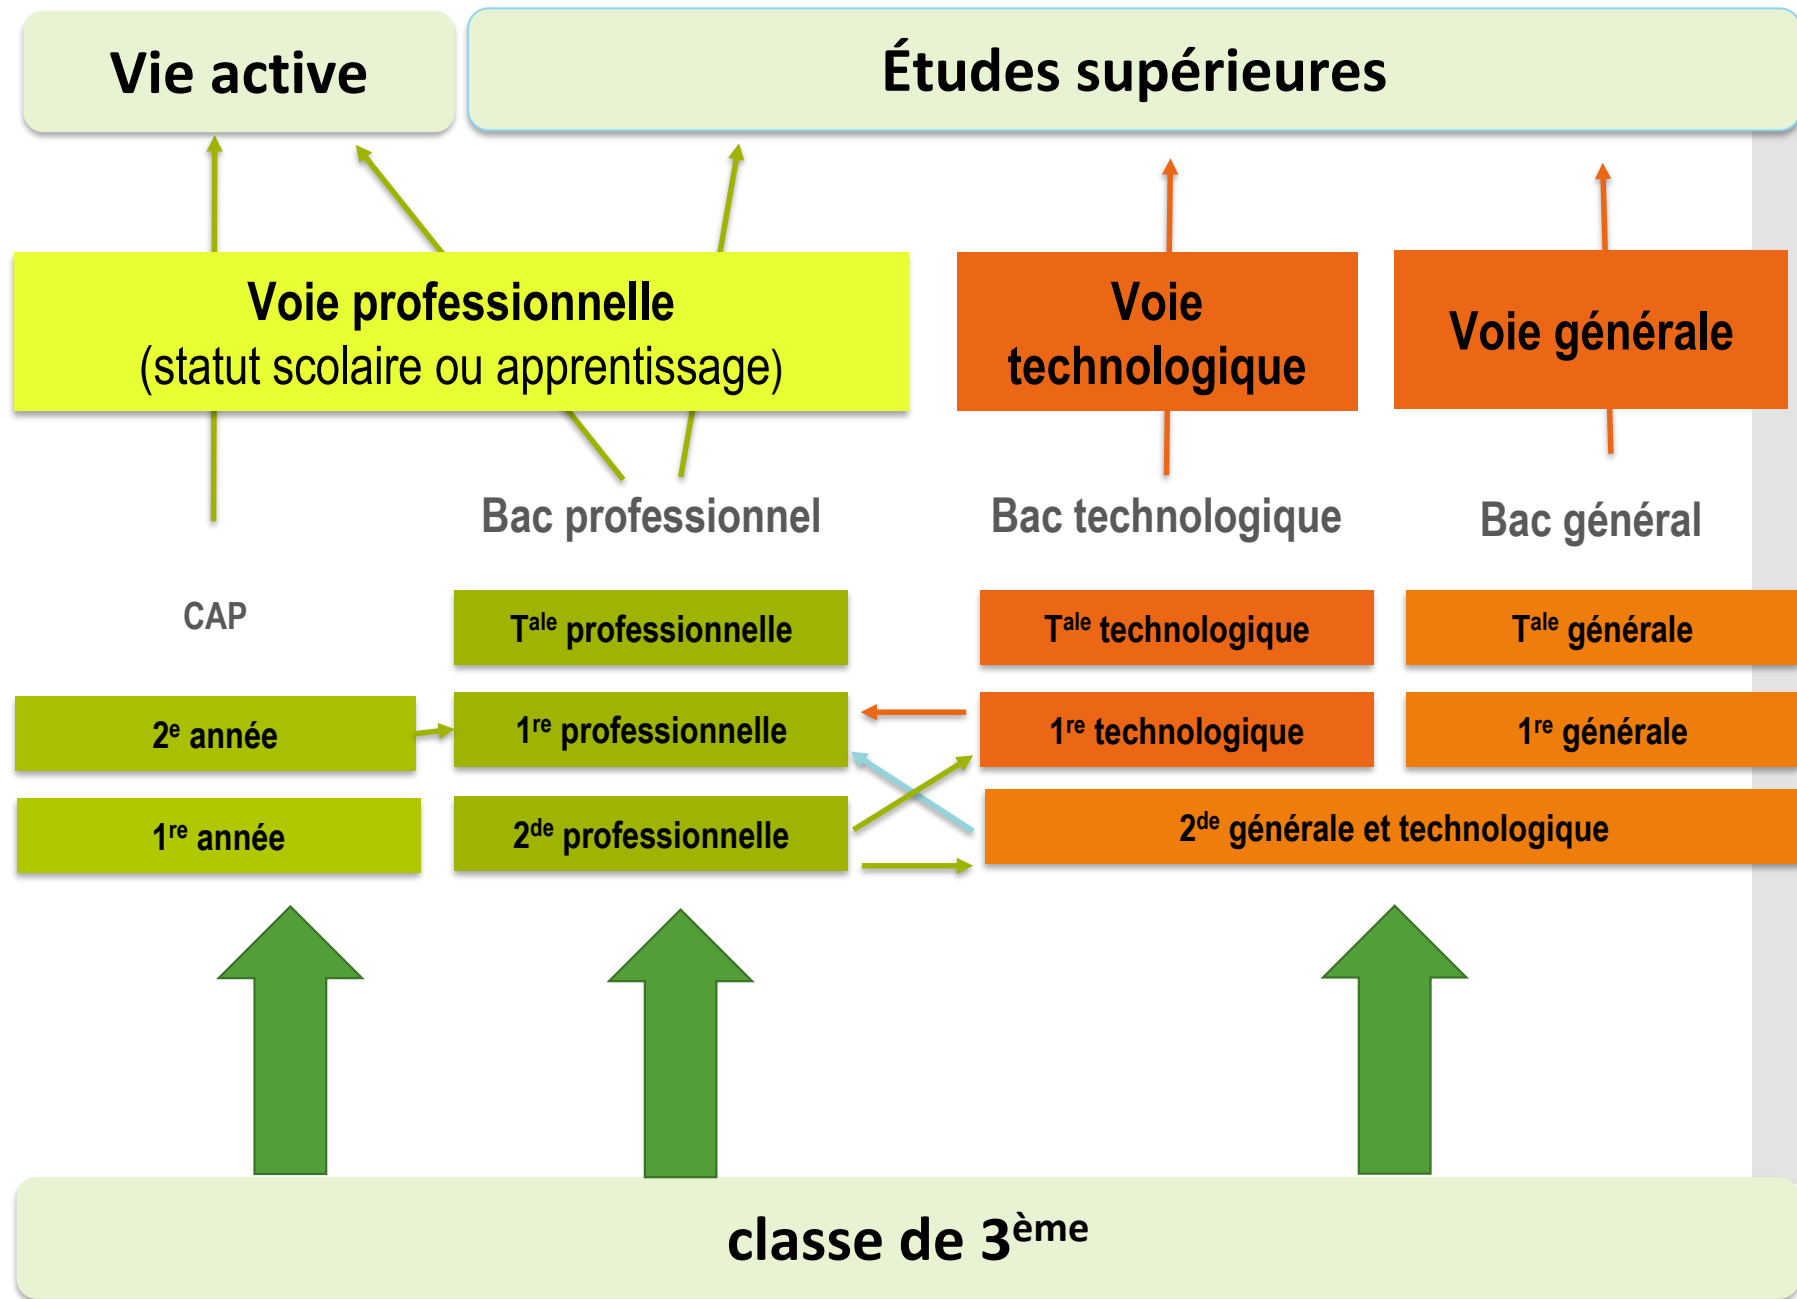 Vie active
Études supérieures
Voie professionnelle
(statut scolaire ou apprentissage)
Voie
technologique
Voie générale
Bac professionnel
Bac technologique
Bac général
CAP
Tale professionnelle
Tale technologique
Tale générale
2e année
1re professionnelle
1re technologique
1re générale
1re année
2de professionnelle
2de générale et technologique
classe de 3ème